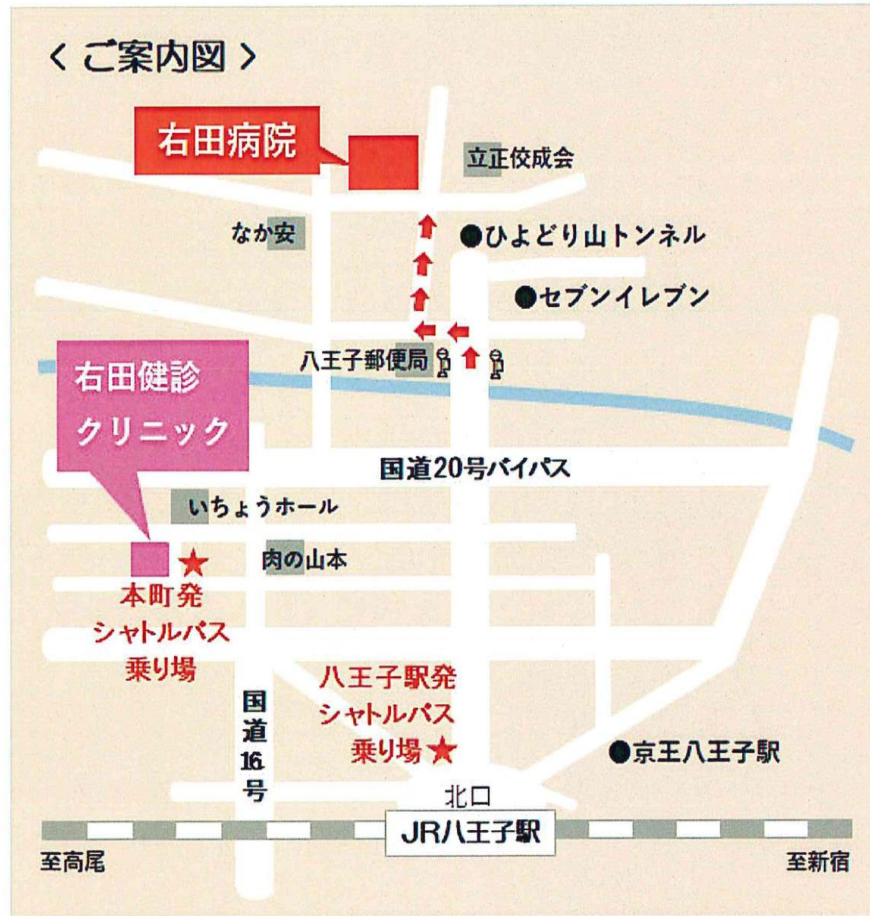 〈 ご案内図 〉
右田病院
立正佼成会
なか安
●ひよどり山トンネル
●セブンイレブン
八王子郵便局
右田健診
クリニック
国道20号バイパス
いちょうホール
肉の山本
本町発
シャトルバス
乗り場
八王子駅発
シャトルバス
乗り場
国道16号
●京王八王子駅
北口
JR八王子駅
至高尾
至新宿